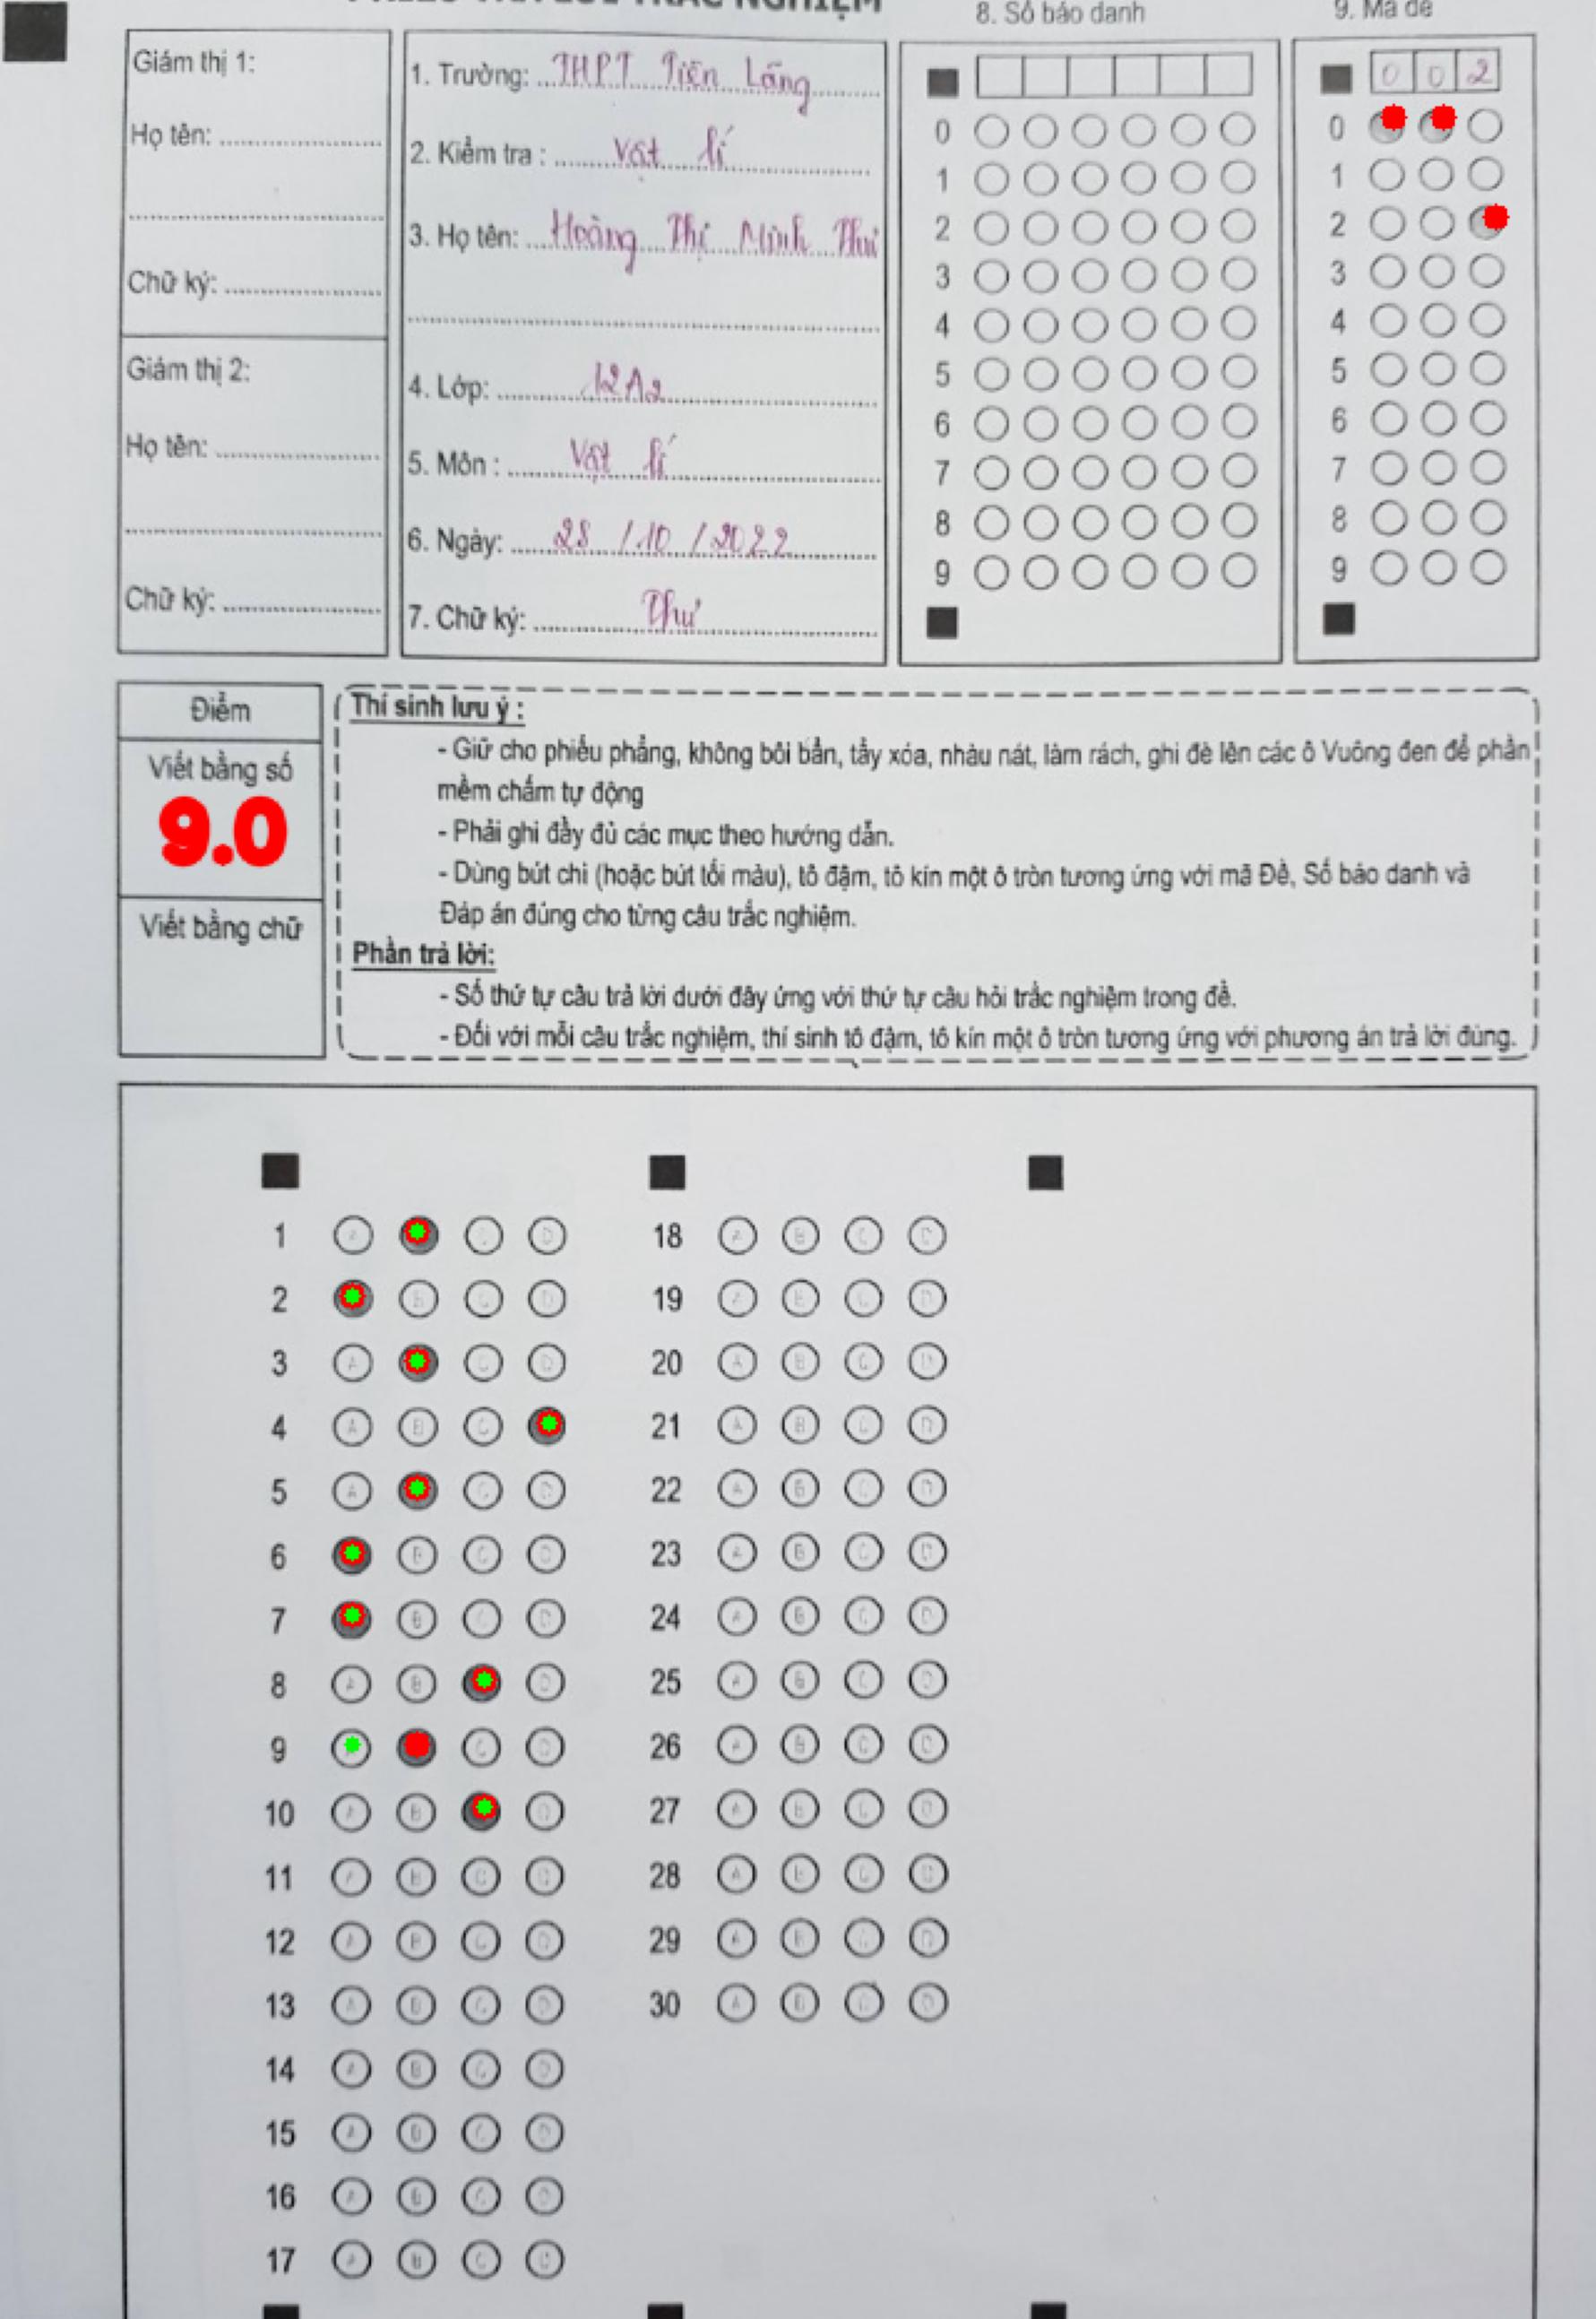 PHIẾU TRẢ LỜI TRẮC NGHIỆM
Giám thị 1:
Họ tên:
Chữ ký:
Giám thị 2:
Họ tên:
Chữ ký:
1. Trường: THPT Tiên Lãng
2. Kiểm tra : Vật lí
3. Họ tên: Hoàng Thị Minh Thư
4. Lớp: 12A2
5. Môn : Vật lí
6. Ngày: 28 / 10 / 2022
7. Chữ ký: Thư
8. Số báo danh
0
1
2
3
4
5
6
7
8
9
9. Mã đề
0 0 2
0
1
2
3
4
5
6
7
8
9
Điểm
Viết bằng số
9.0
Viết bằng chữ
Thí sinh lưu ý :
- Giữ cho phiếu phẳng, không bôi bẩn, tẩy xóa, nhàu nát, làm rách, ghi đè lên các ô Vuông đen để phần
mềm chấm tự động
- Phải ghi đầy đủ các mục theo hướng dẫn.
- Dùng bút chì (hoặc bút tối màu), tô đậm, tô kín một ô tròn tương ứng với mã Đề, Số báo danh và
Đáp án đúng cho từng câu trắc nghiệm.
Phần trả lời:
- Số thứ tự câu trả lời dưới đây ứng với thứ tự câu hỏi trắc nghiệm trong đề.
- Đối với mỗi câu trắc nghiệm, thí sinh tô đậm, tô kín một ô tròn tương ứng với phương án trả lời đúng.
1
2
3
4
5
6
7
8
9
10
11
12
13
14
15
16
17
18
19
20
21
22
23
24
25
26
27
28
29
30